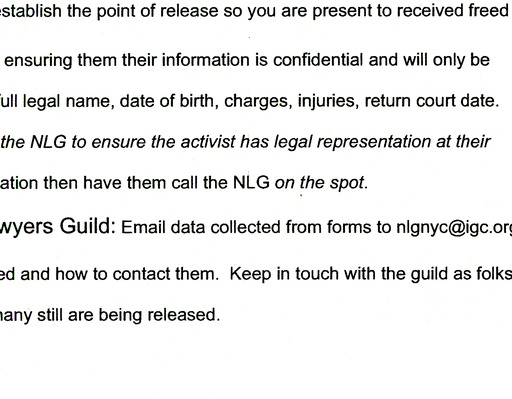 establish the point of release so you are present to received freed
ensuring them their information is confidential and will only be
full legal name, date of birth, charges, injuries, return court date.
the NLG to ensure the activist has legal representation at their
ation then have them call the NLG on the spot.
wyers Guild: Email data collected from forms to nlgnyc@igc.org
ed and how to contact them. Keep in touch with the guild as folks
many still are being released.